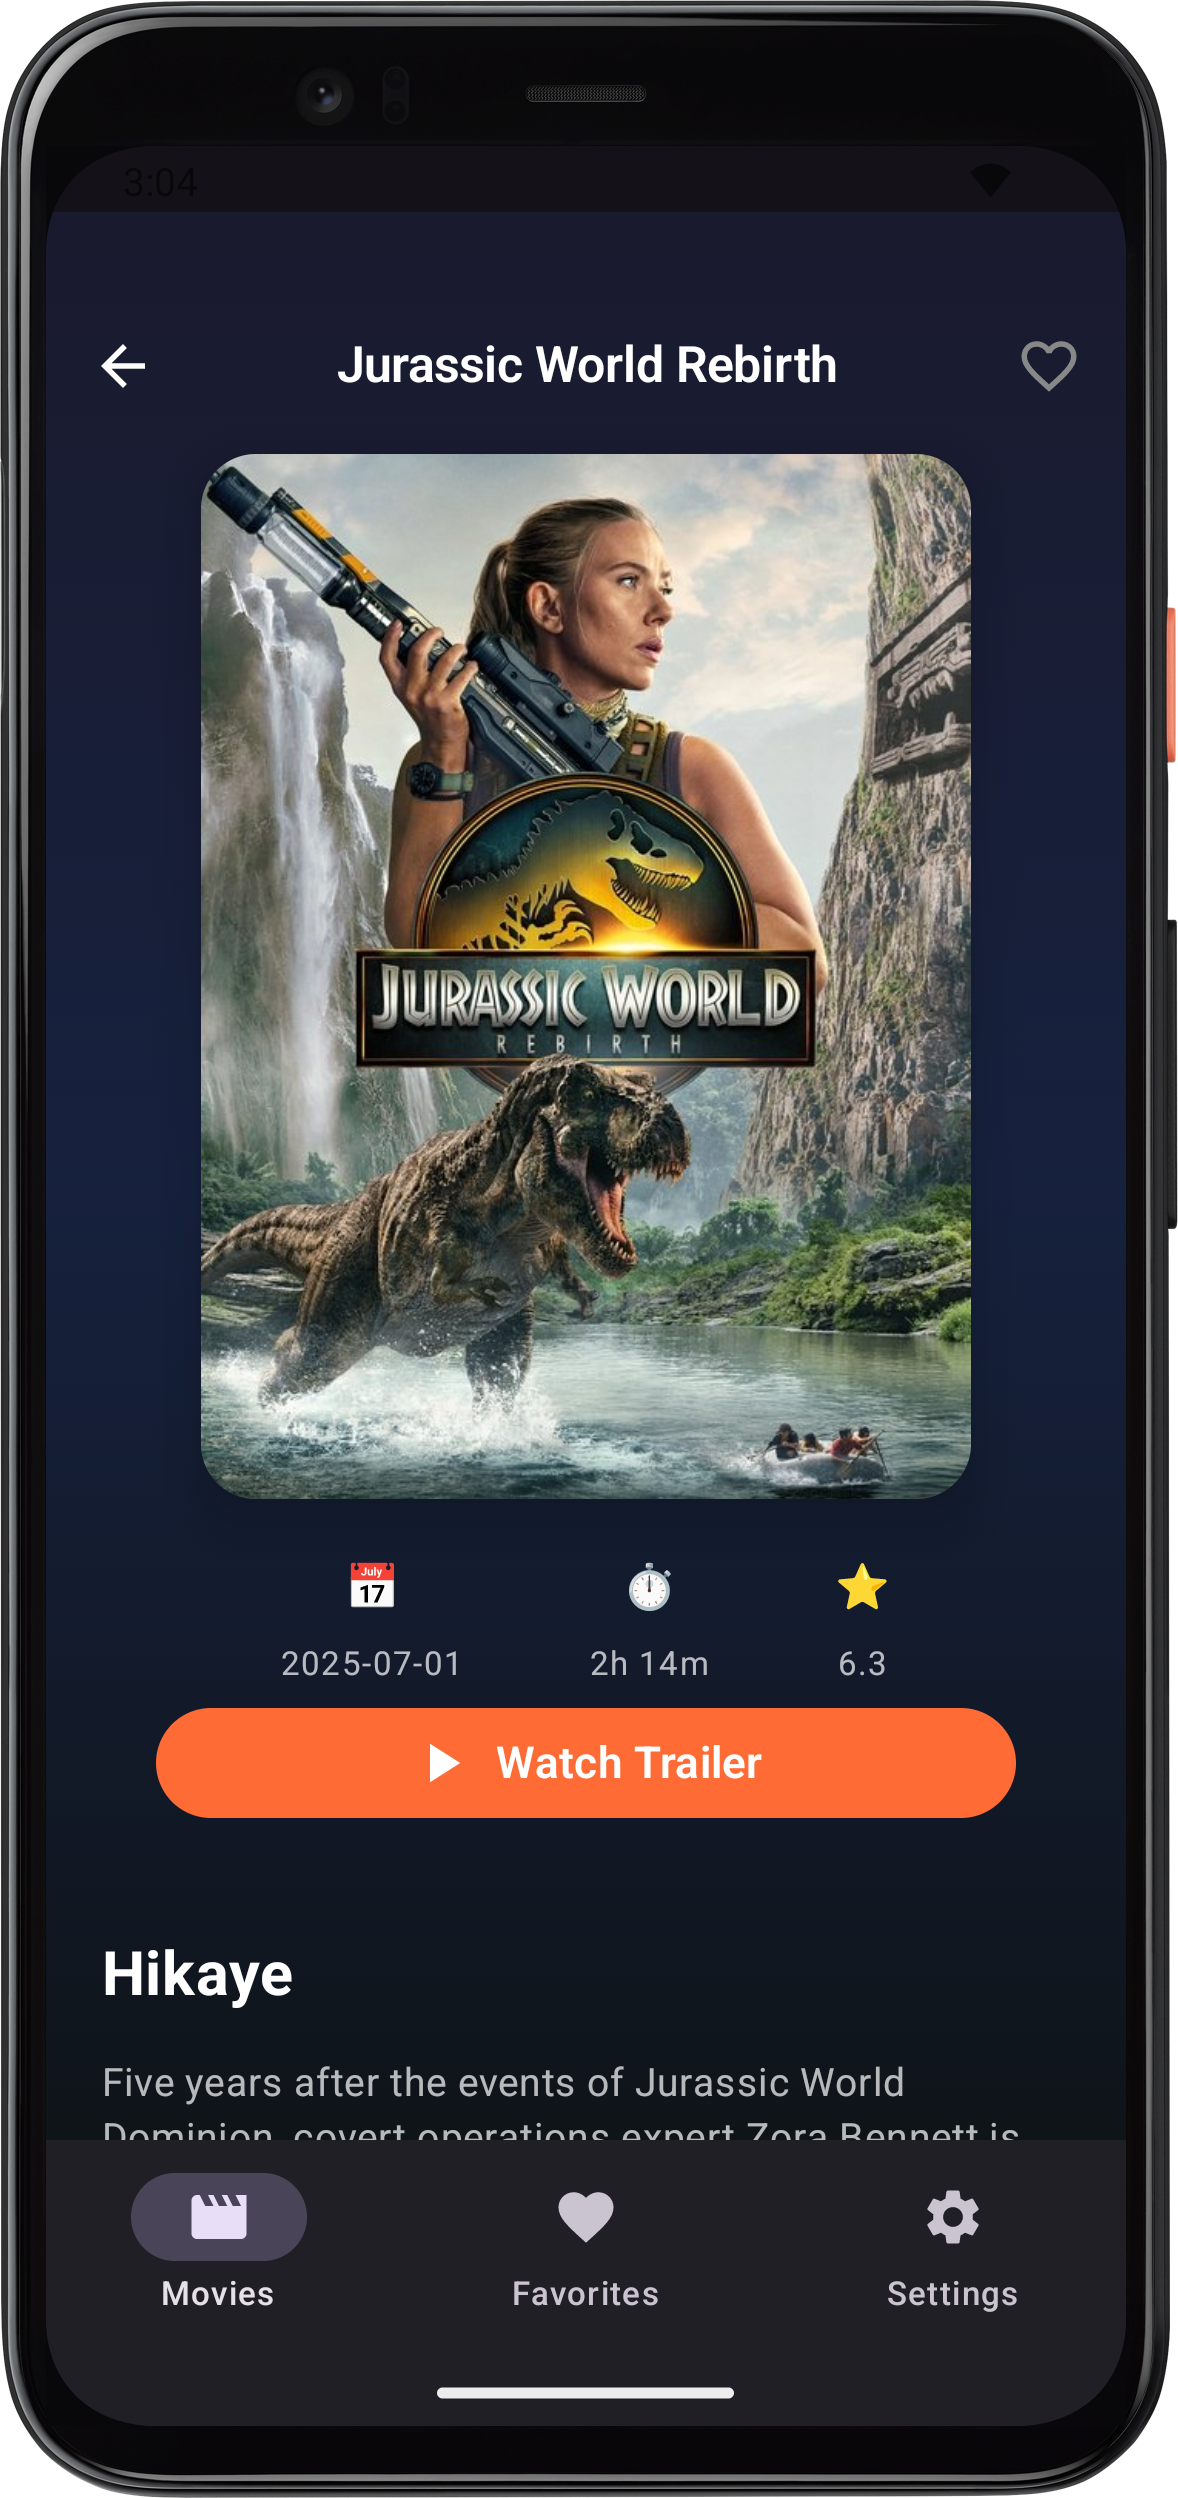 3:04
Jurassic World Rebirth
JURASSIC WORLD
REBIRTH
July
17
2025-07-01
2h 14m
6.3
Watch Trailer
Hikaye
Five years after the events of Jurassic World
Dominion, covert operations expert Zora Bennett is
Movies
Favorites
Settings